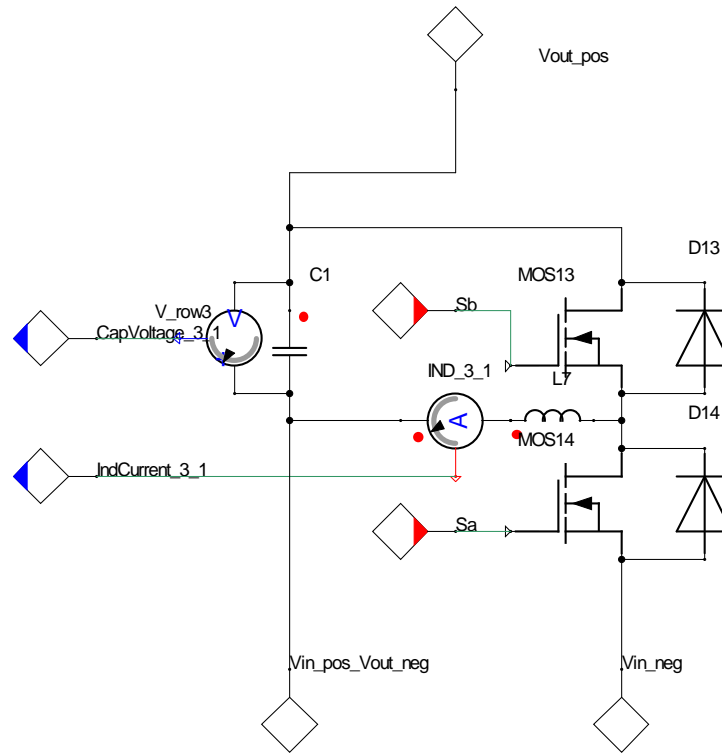 Vout_pos
D13
C1
MOS13
V_row3
Sb
V
CapVoltage_3_1
IND_3_1
L7
D14
A
MOS14
IndCurrent_3_1
Sa
Vin_pos_Vout_neg
Vin_neg